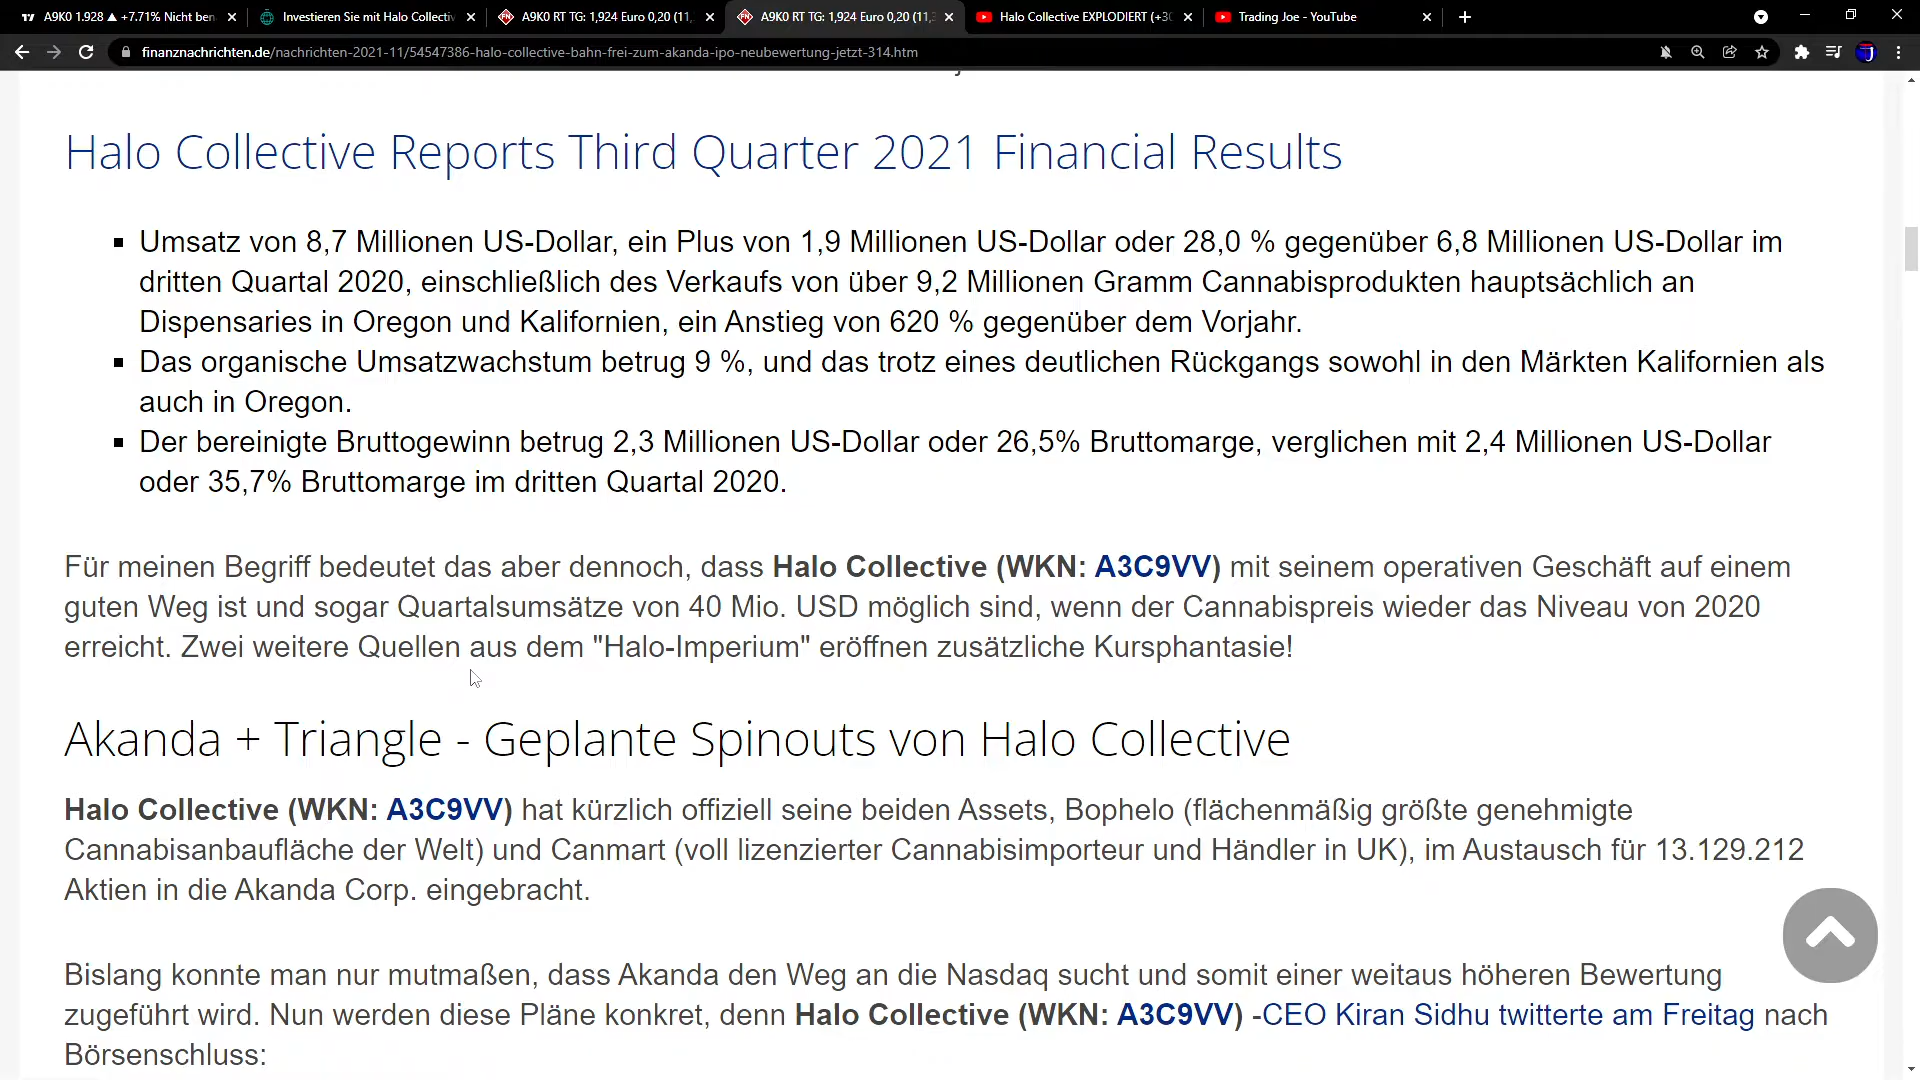 A9K0 1.928 ▲ +7.71% Nicht ben
Investieren Sie mit Halo Collectiv
A9K0 RT TG: 1,924 Euro 0,20 (11,
A9K0 RT TG: 1,924 Euro 0,20 (11,3
Halo Collective EXPLODIERT (+30
Trading Joe - YouTube
finanznachrichten.de/nachrichten-2021-11/54547386-halo-collective-bahn-frei-zum-akanda-ipo-neubewertung-jetzt-314.htm
Halo Collective Reports Third Quarter 2021 Financial Results
▪ Umsatz von 8,7 Millionen US-Dollar, ein Plus von 1,9 Millionen US-Dollar oder 28,0 % gegenüber 6,8 Millionen US-Dollar im
dritten Quartal 2020, einschließlich des Verkaufs von über 9,2 Millionen Gramm Cannabisprodukten hauptsächlich an
Dispensaries in Oregon und Kalifornien, ein Anstieg von 620 % gegenüber dem Vorjahr.
▪ Das organische Umsatzwachstum betrug 9 %, und das trotz eines deutlichen Rückgangs sowohl in den Märkten Kalifornien als
auch in Oregon.
▪ Der bereinigte Bruttogewinn betrug 2,3 Millionen US-Dollar oder 26,5% Bruttomarge, verglichen mit 2,4 Millionen US-Dollar
oder 35,7% Bruttomarge im dritten Quartal 2020.
Für meinen Begriff bedeutet das aber dennoch, dass Halo Collective (WKN: A3C9VV) mit seinem operativen Geschäft auf einem
guten Weg ist und sogar Quartalsumsätze von 40 Mio. USD möglich sind, wenn der Cannabispreis wieder das Niveau von 2020
erreicht. Zwei weitere Quellen aus dem "Halo-Imperium" eröffnen zusätzliche Kursphantasie!
Akanda + Triangle - Geplante Spinouts von Halo Collective
Halo Collective (WKN: A3C9VV) hat kürzlich offiziell seine beiden Assets, Bophelo (flächenmäßig größte genehmigte
Cannabisanbaufläche der Welt) und Canmart (voll lizenzierter Cannabisimporteur und Händler in UK), im Austausch für 13.129.212
Aktien in die Akanda Corp. eingebracht.
Bislang konnte man nur mutmaßen, dass Akanda den Weg an die Nasdaq sucht und somit einer weitaus höheren Bewertung
zugeführt wird. Nun werden diese Pläne konkret, denn Halo Collective (WKN: A3C9VV) -CEO Kiran Sidhu twitterte am Freitag nach
Börsenschluss: